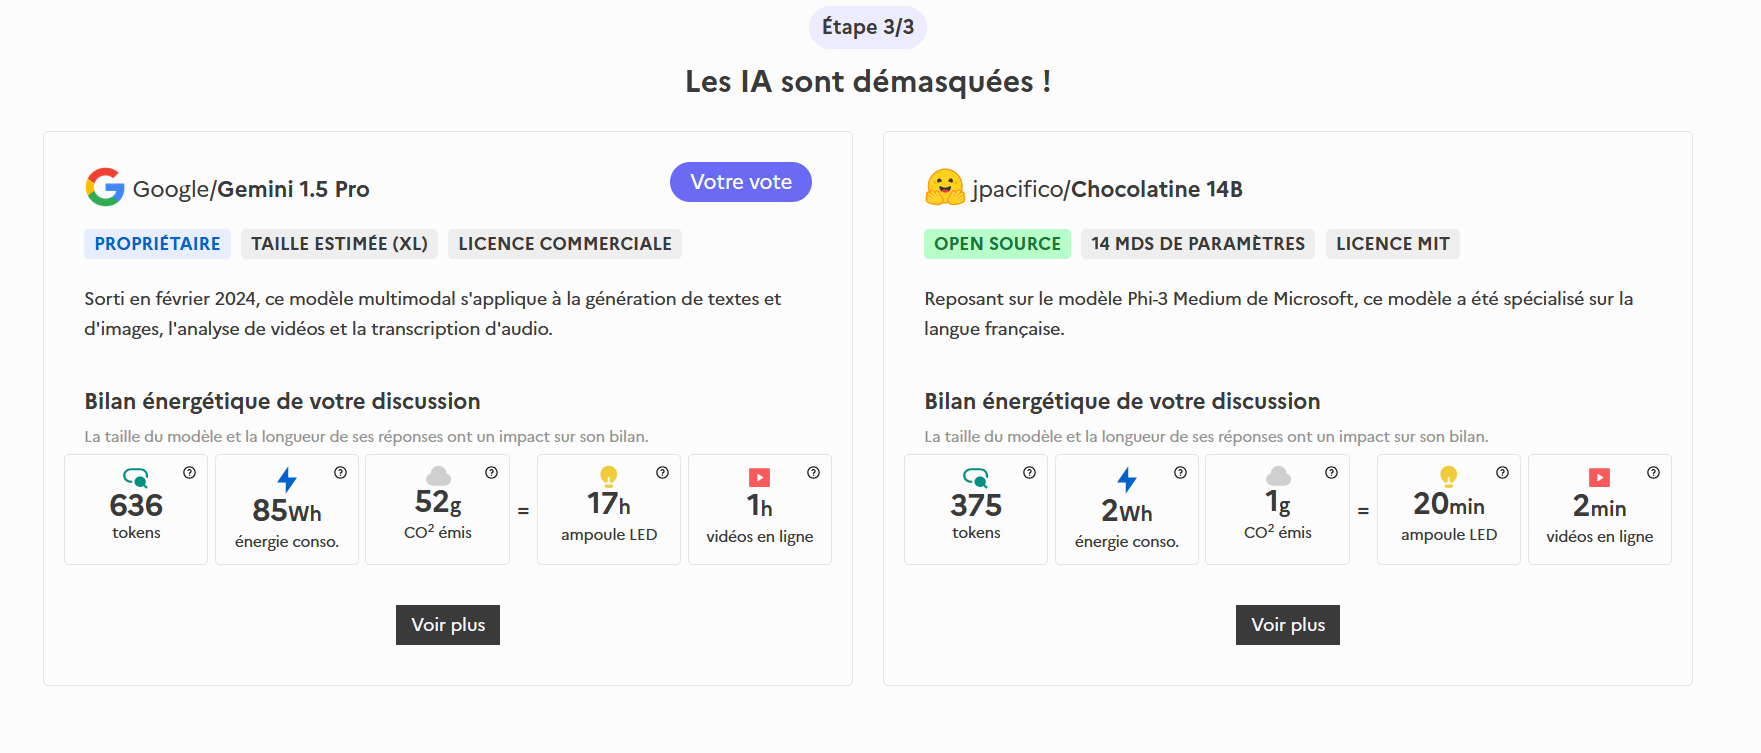 Étape 3/3
Les IA sont démasquées !
Google/Gemini 1.5 Pro
Votre vote
PROPRIÉTAIRE
TAILLE ESTIMÉE (XL)
LICENCE COMMERCIALE
Sorti en février 2024, ce modèle multimodal s'applique à la génération de textes et
d'images, l'analyse de vidéos et la transcription d'audio.
Bilan énergétique de votre discussion
La taille du modèle et la longueur de ses réponses ont un impact sur son bilan.
636
tokens
85Wh
énergie conso.
52g
CO² émis
=
17h
ampoule LED
1h
vidéos en ligne
Voir plus
jpacifico/Chocolatine 14B
OPEN SOURCE
14 MDS DE PARAMÈTRES
LICENCE MIT
Reposant sur le modèle Phi-3 Medium de Microsoft, ce modèle a été spécialisé sur la
langue française.
Bilan énergétique de votre discussion
La taille du modèle et la longueur de ses réponses ont un impact sur son bilan.
375
tokens
2Wh
énergie conso.
1g
CO² émis
=
20min
ampoule LED
2min
vidéos en ligne
Voir plus